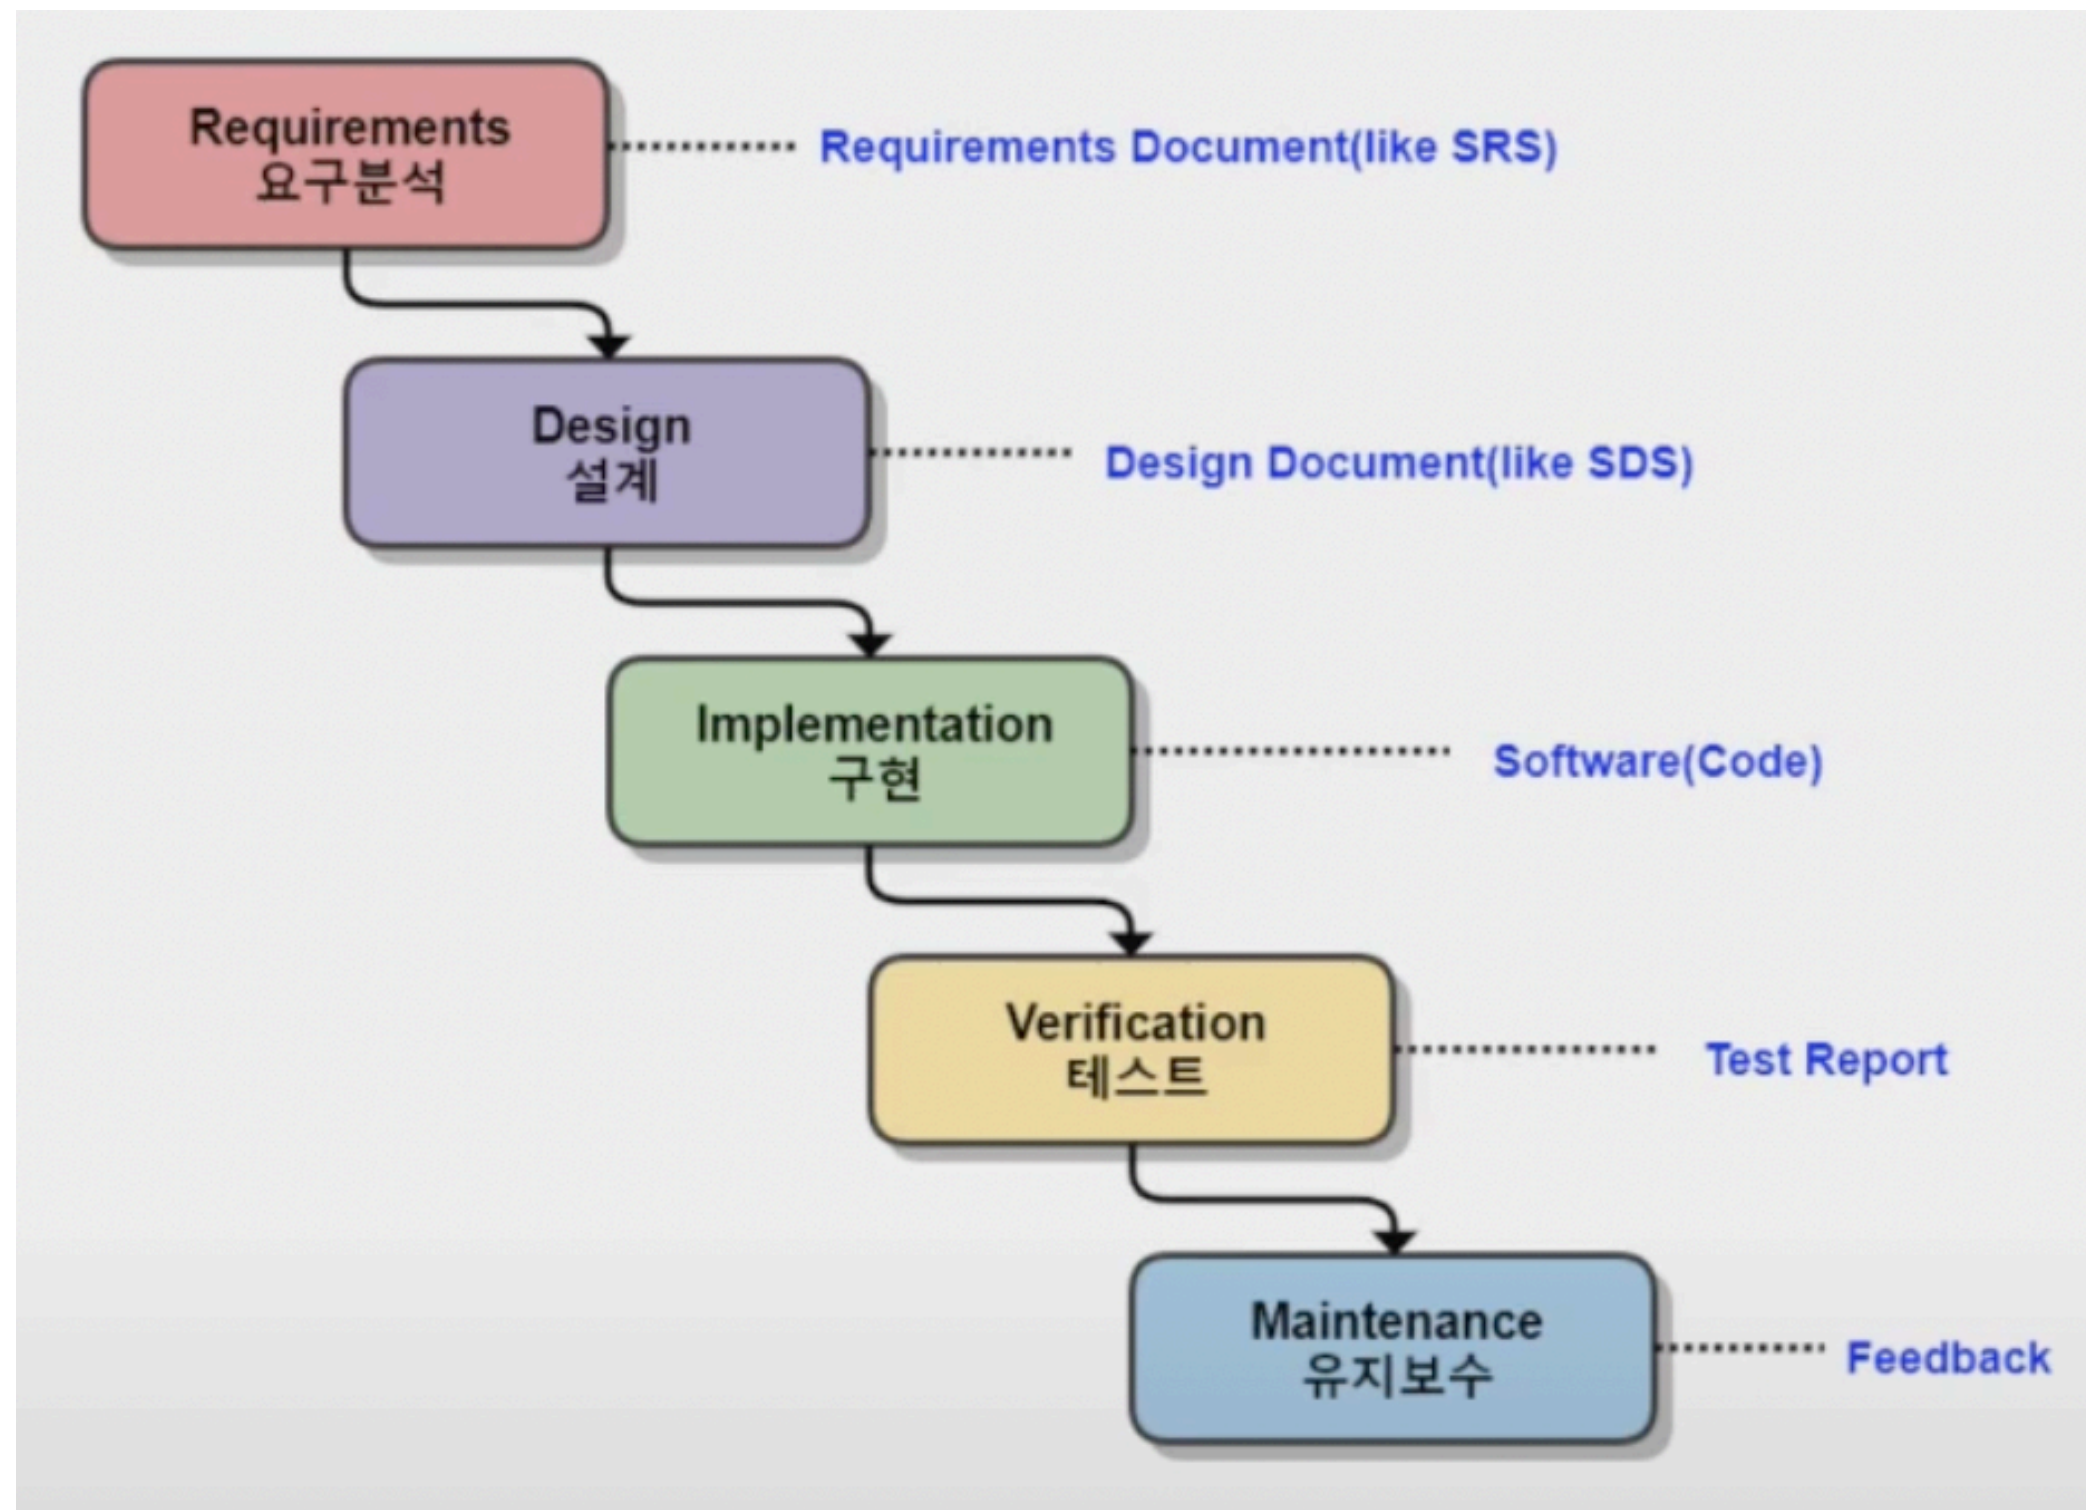 Requirements
요구분석
Requirements Document(like SRS)
Design
설계
Design Document(like SDS)
Implementation
구현
Software(Code)
Verification
테스트
Test Report
Maintenance
유지보수
Feedback